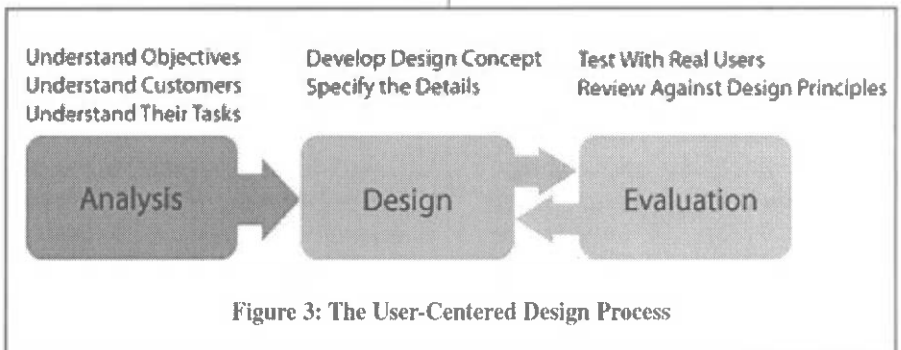 Understand Objectives
Understand Customers
Understand Their Tasks
Develop Design Concept
Specify the Details
Test With Real Users
Review Against Design Principles
Analysis
Design
Evaluation
Figure 3: The User-Centered Design Process